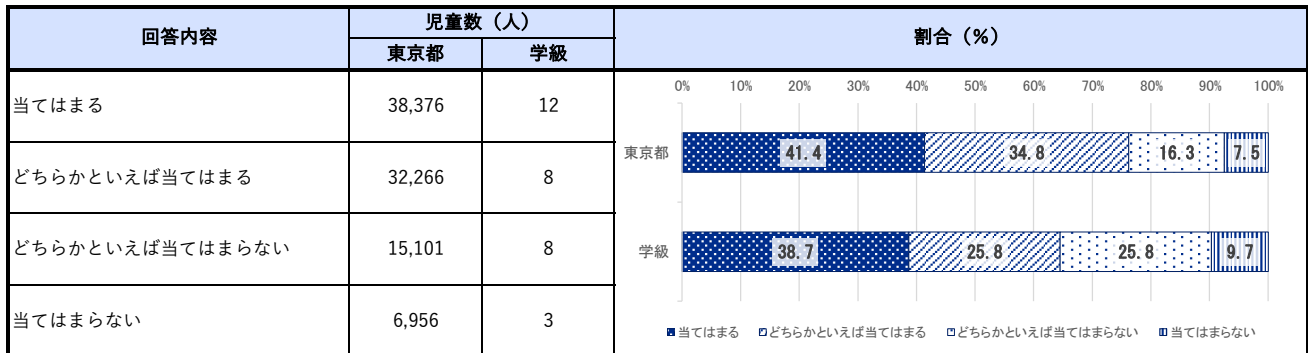 回答内容 児童数（人） 割合（%）
東京都 学級
当てはまる 38,376 12
どちらかといえば当てはまる 32,266 8
どちらかといえば当てはまらない 15,101 8
当てはまらない 6,956 3
0% 10% 20% 30% 40% 50% 60% 70% 80% 90% 100%
東京都 41.4 34.8 16.3 7.5
学級 38.7 25.8 25.8 9.7
当てはまる どちらかといえば当てはまる どちらかといえば当てはまらない 当てはまらない